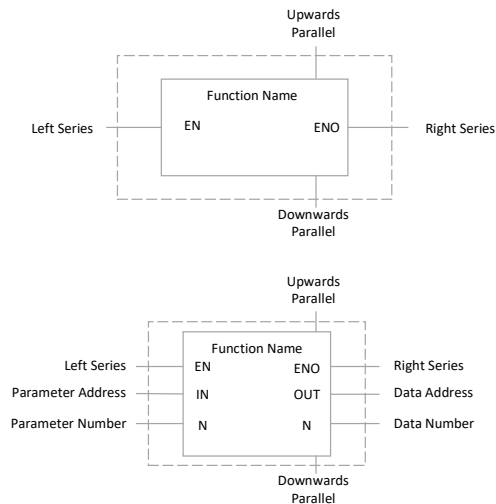 Upwards
Parallel
Function Name
Left Series
EN
ENO
Right Series
Downwards
Parallel
Upwards
Parallel
Function Name
Left Series
EN
ENO
Right Series
Parameter Address
IN
OUT
Data Address
Parameter Number
N
N
Data Number
Downwards
Parallel